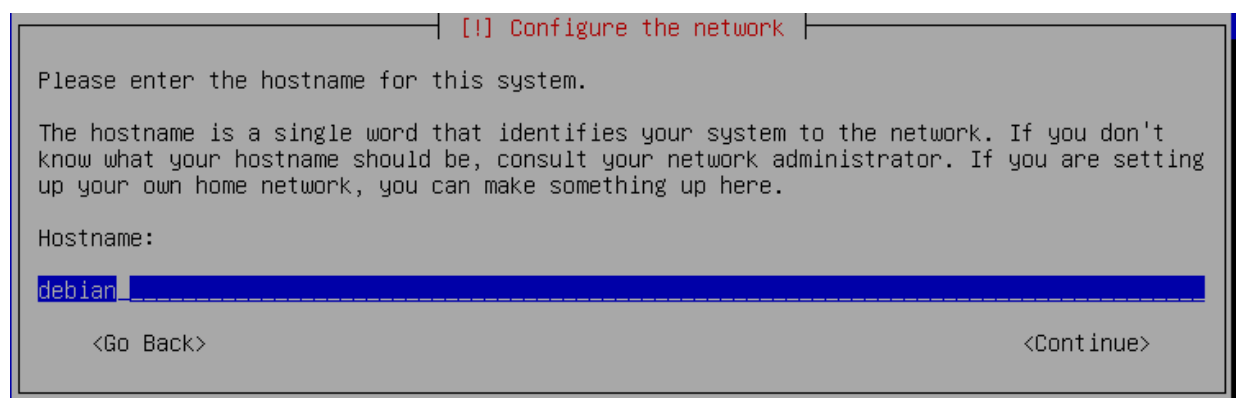 [!] Configure the network
Please enter the hostname for this system.
The hostname is a single word that identifies your system to the network. If you don't
know what your hostname should be, consult your network administrator. If you are setting
up your own home network, you can make something up here.
Hostname:
debian
<Go Back> <Continue>